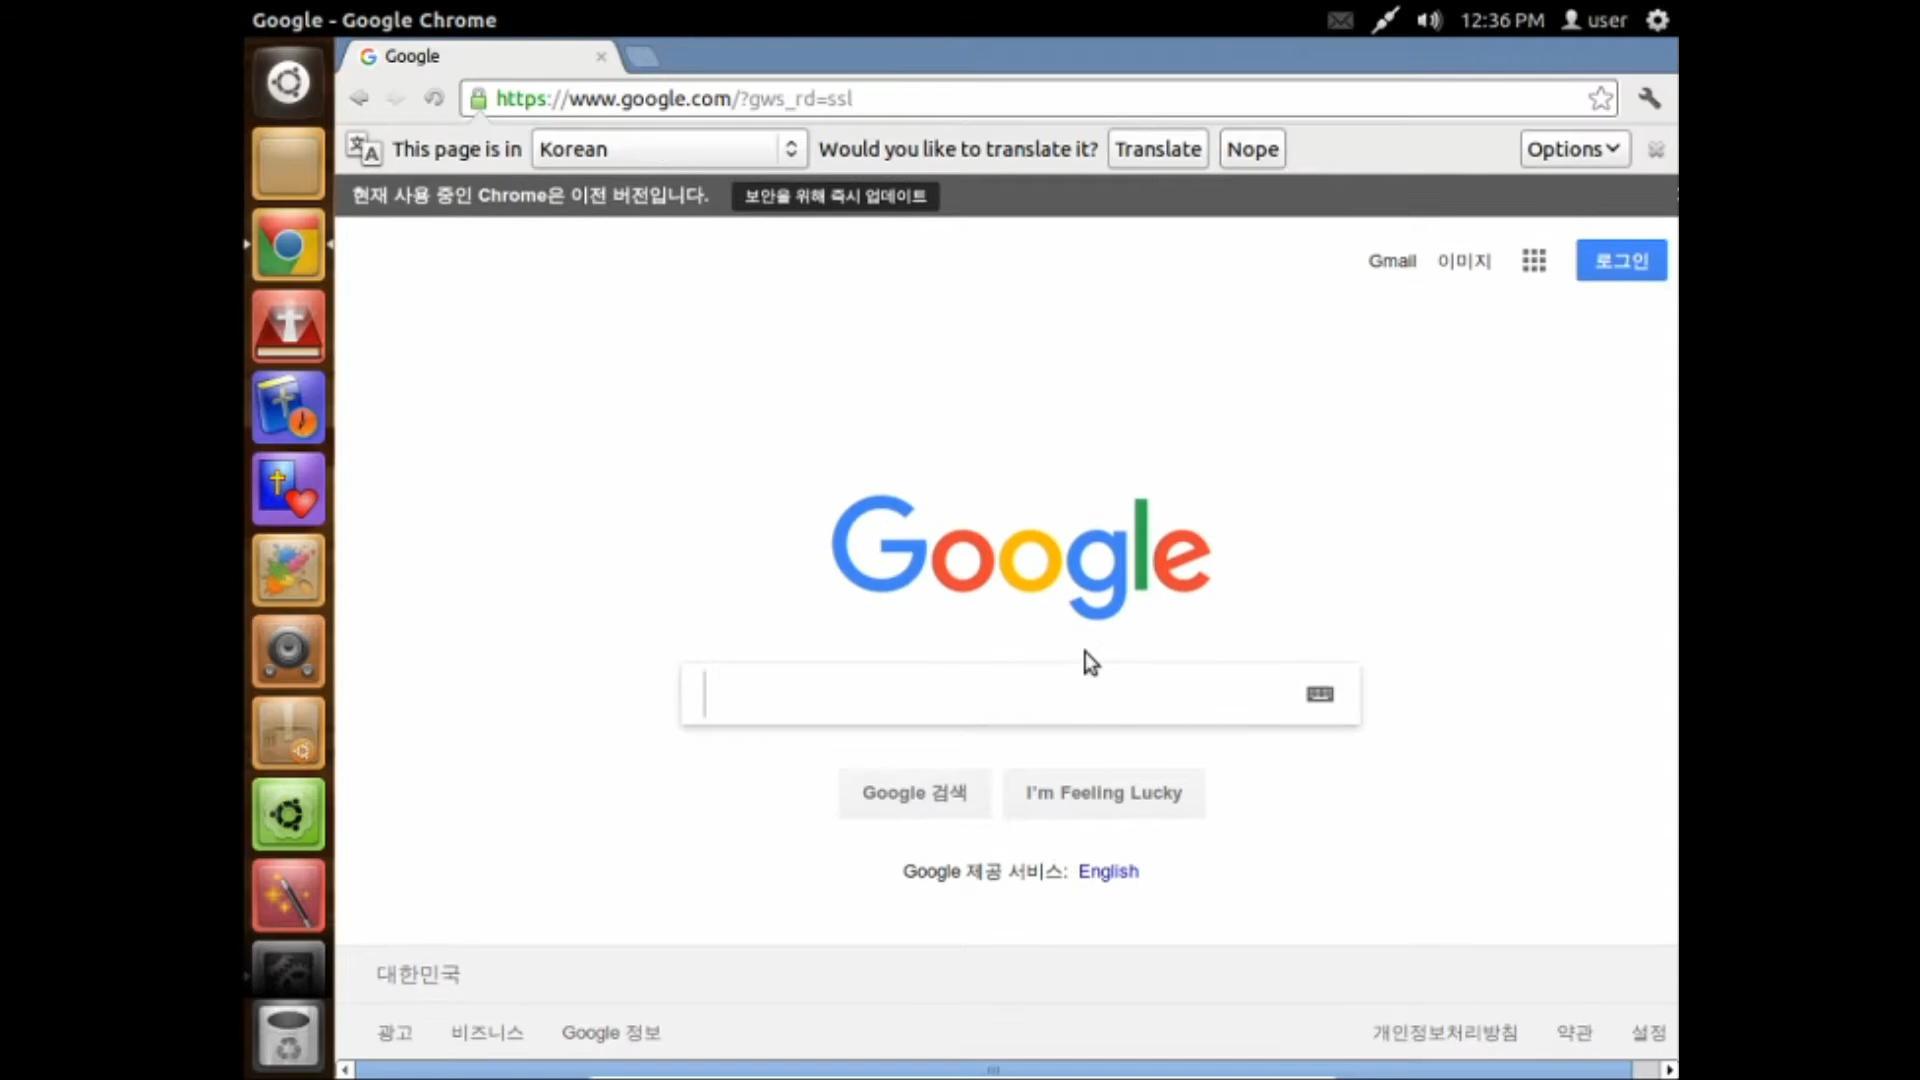 Google - Google Chrome
12:36 PM user
Google
https://www.google.com/?gws_rd=ssl
This page is in Korean Would you like to translate it? Translate Nope Options
현재 사용 중인 Chrome은 이전 버전입니다. 보안을 위해 즉시 업데이트
Gmail 이미지 로그인
Google
Google 검색 I'm Feeling Lucky
Google 제공 서비스: English
대한민국
광고 비즈니스 Google 정보 개인정보처리방침 약관 설정